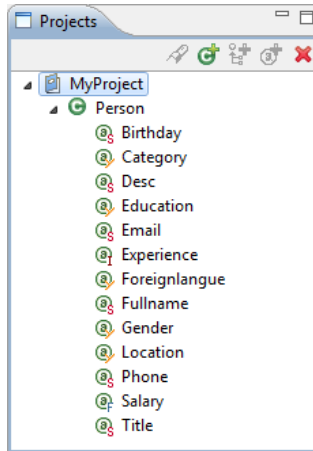 Projects
MyProject
Person
Birthday
Category
Desc
Education
Email
Experience
Foreignlangue
Fullname
Gender
Location
Phone
Salary
Title